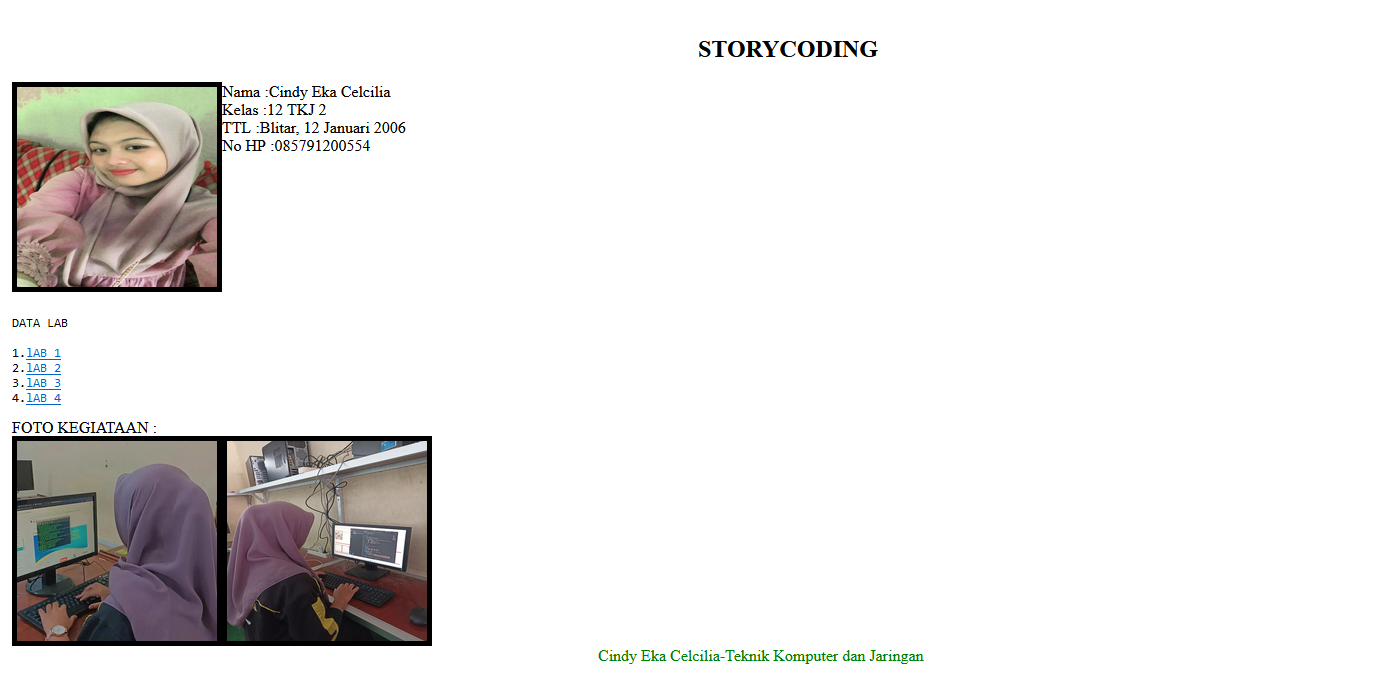 STORYCODING
Nama :Cindy Eka Celcilia
Kelas :12 TKJ 2
TTL :Blitar, 12 Januari 2006
No HP :085791200554
DATA LAB
1.lAB 1
2.lAB 2
3.lAB 3
4.lAB 4
FOTO KEGIATAAN :
Cindy Eka Celcilia-Teknik Komputer dan Jaringan